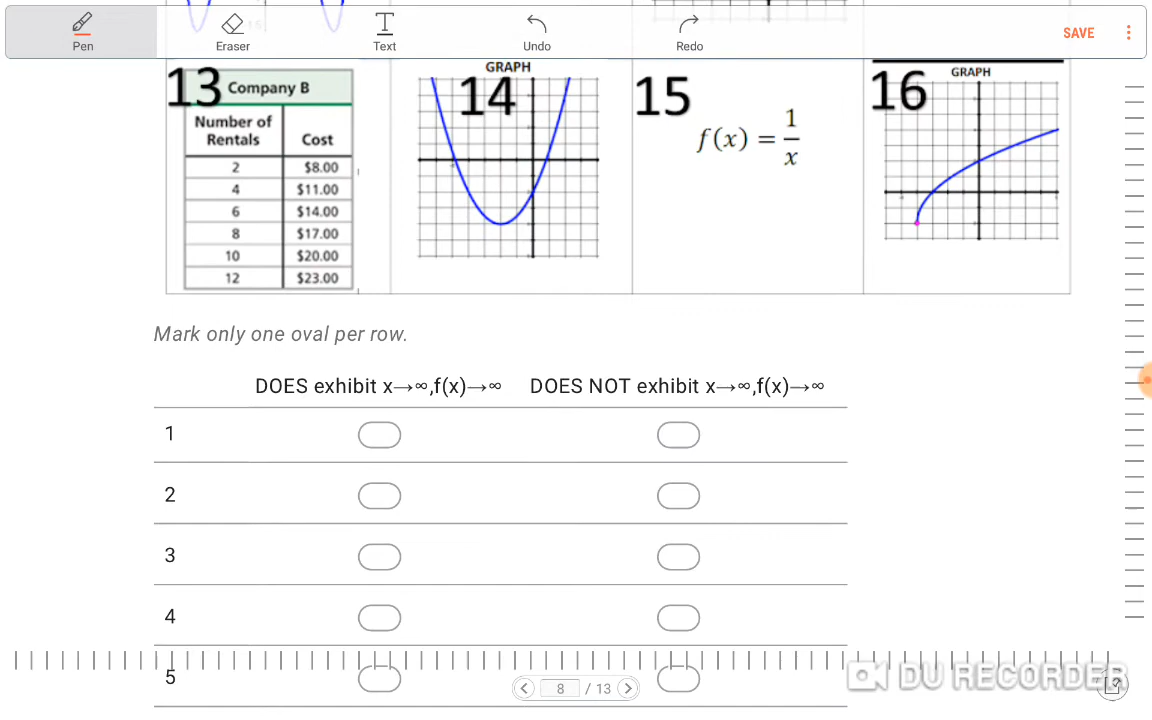 Pen
Eraser
Text
Undo
Redo
SAVE
13
Company B
Number of Rentals
Cost
2 $8.00
4 $11.00
6 $14.00
8 $17.00
10 $20.00
12 $23.00
GRAPH
14
15
f(x) = 1/x
16
GRAPH
Mark only one oval per row.
DOES exhibit x→∞,f(x)→∞ DOES NOT exhibit x→∞,f(x)→∞
1
2
3
4
5
8 / 13
DU RECORDER